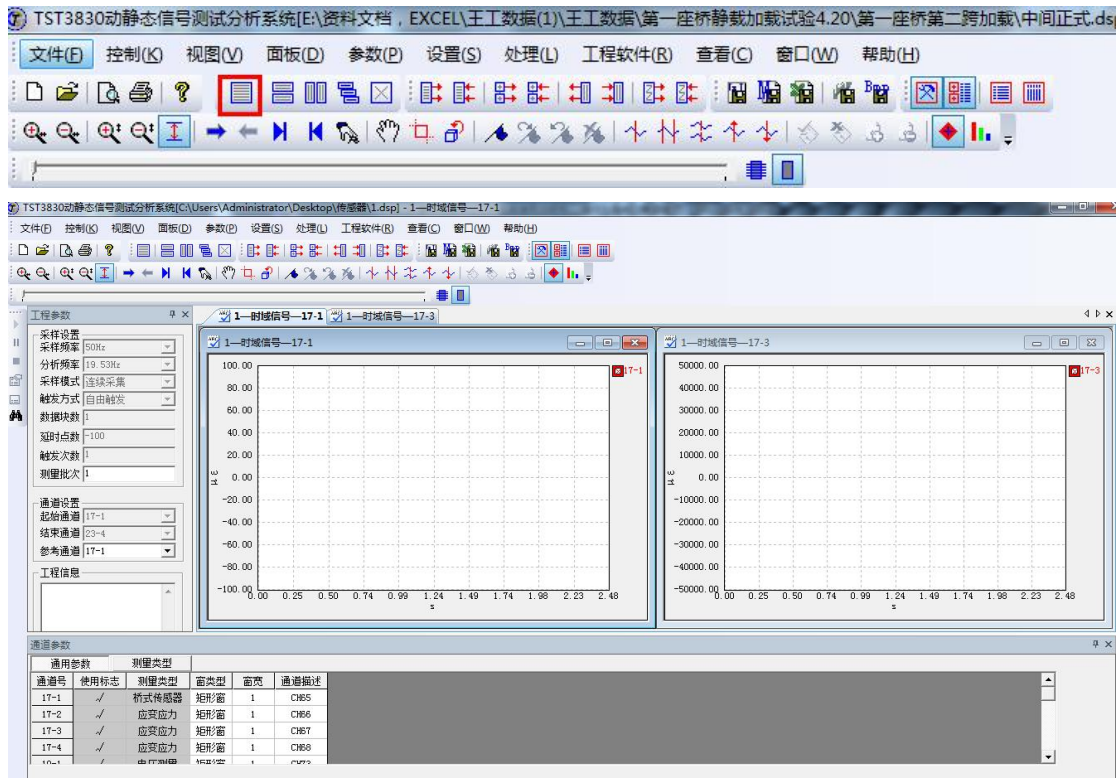 TST3830动静态信号测试分析系统[E:\资料文档，EXCEL\王工数据(1)\王工数据\第一座桥静载加载试验4.20\第一座桥第二跨加载\中间正式.ds
文件(F) 控制(K) 视图(V) 面板(D) 参数(P) 设置(S) 处理(L) 工程软件(R) 查看(C) 窗口(W) 帮助(H)
TST3830动静态信号测试分析系统[C:\Users\Administrator\Desktop\传感器\1.dsp] - 1—时域信号—17-1
文件(F) 控制(K) 视图(V) 面板(D) 参数(P) 设置(S) 处理(L) 工程软件(R) 查看(C) 窗口(W) 帮助(H)
工程参数
1—时域信号—17-1 1—时域信号—17-3
采样设置
采样频率 50Hz
分析频率 19.53Hz
采样模式 连续采集
触发方式 自由触发
数据块数 1
延时点数 -100
触发次数 1
测量批次 1
通道设置
起始通道 17-1
结束通道 23-4
参考通道 17-1
工程信息
1—时域信号—17-1
17-1
100.00
80.00
60.00
40.00
20.00
0.00
-20.00
-40.00
-60.00
-80.00
-100.00
με
0.00 0.25 0.50 0.74 0.99 1.24 1.49 1.74 1.98 2.23 2.48
s
1—时域信号—17-3
17-3
50000.00
40000.00
30000.00
20000.00
10000.00
0.00
-10000.00
-20000.00
-30000.00
-40000.00
-50000.00
με
0.00 0.25 0.50 0.74 0.99 1.24 1.49 1.74 1.98 2.23 2.48
s
通道参数
通用参数 测量类型
通道号 使用标志 测量类型 窗类型 窗宽 通道描述
17-1 √ 桥式传感器 矩形窗 1 CH65
17-2 √ 应变应力 矩形窗 1 CH66
17-3 √ 应变应力 矩形窗 1 CH67
17-4 √ 应变应力 矩形窗 1 CH68